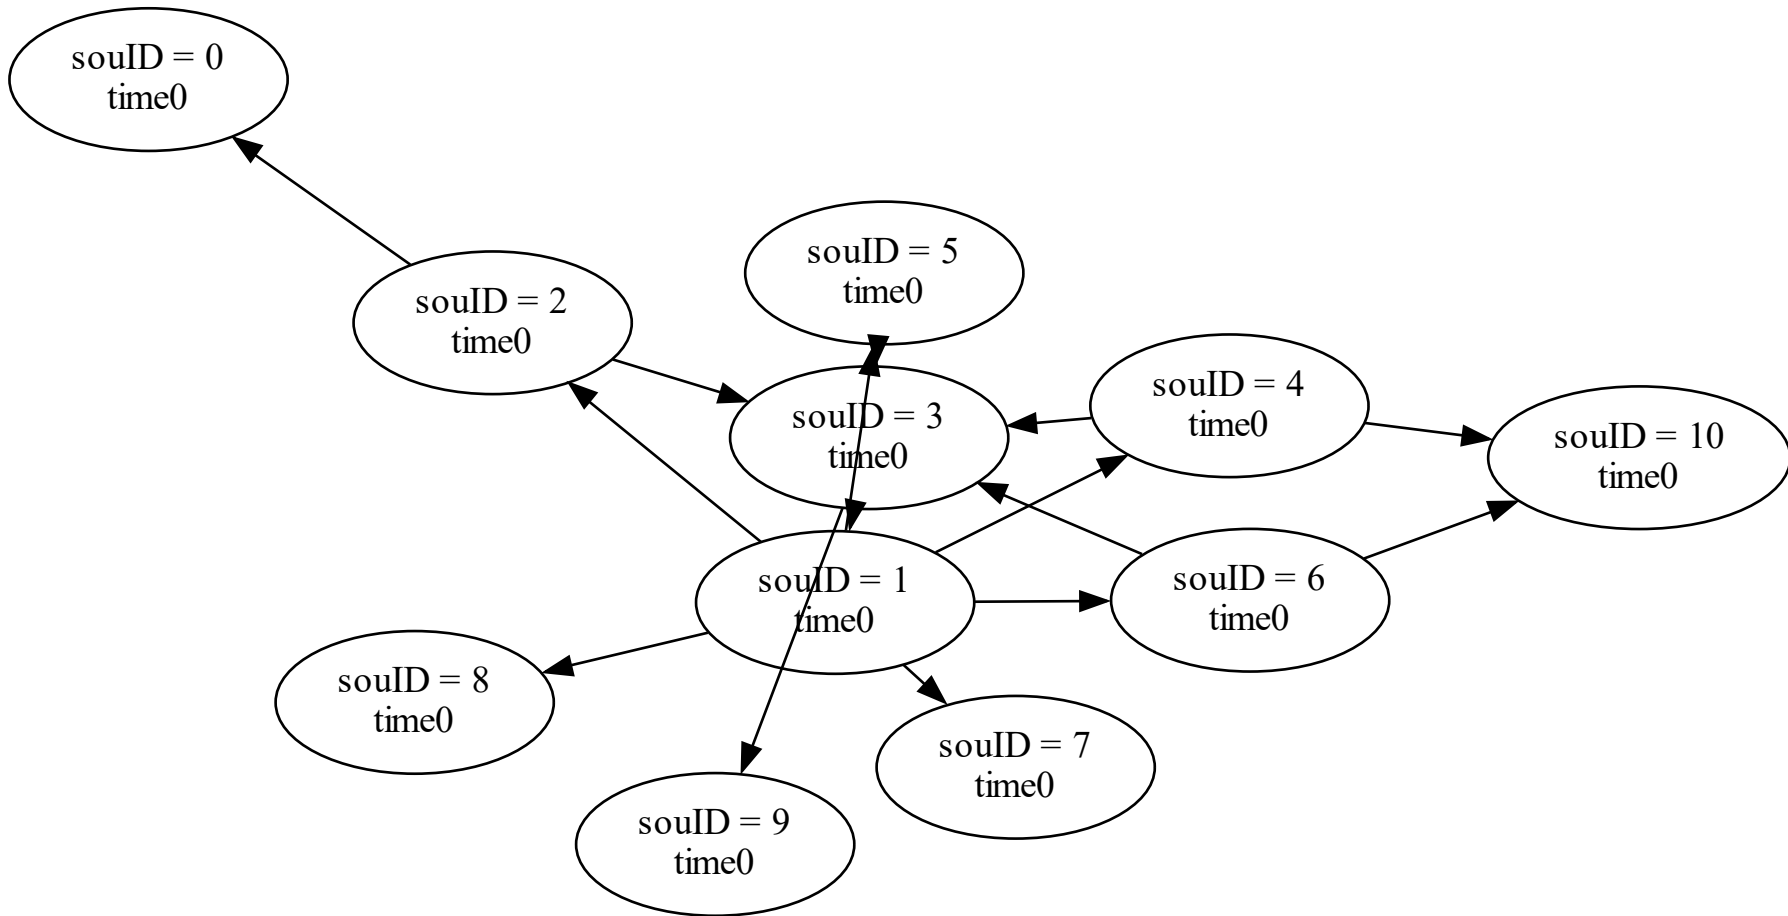 souID = 0
time0
souID = 5
time0
souID = 2
time0
souID = 4
time0
souID = 3
time0
souID = 10
time0
souID = 1
time0
souID = 6
time0
souID = 8
time0
souID = 7
time0
souID = 9
time0